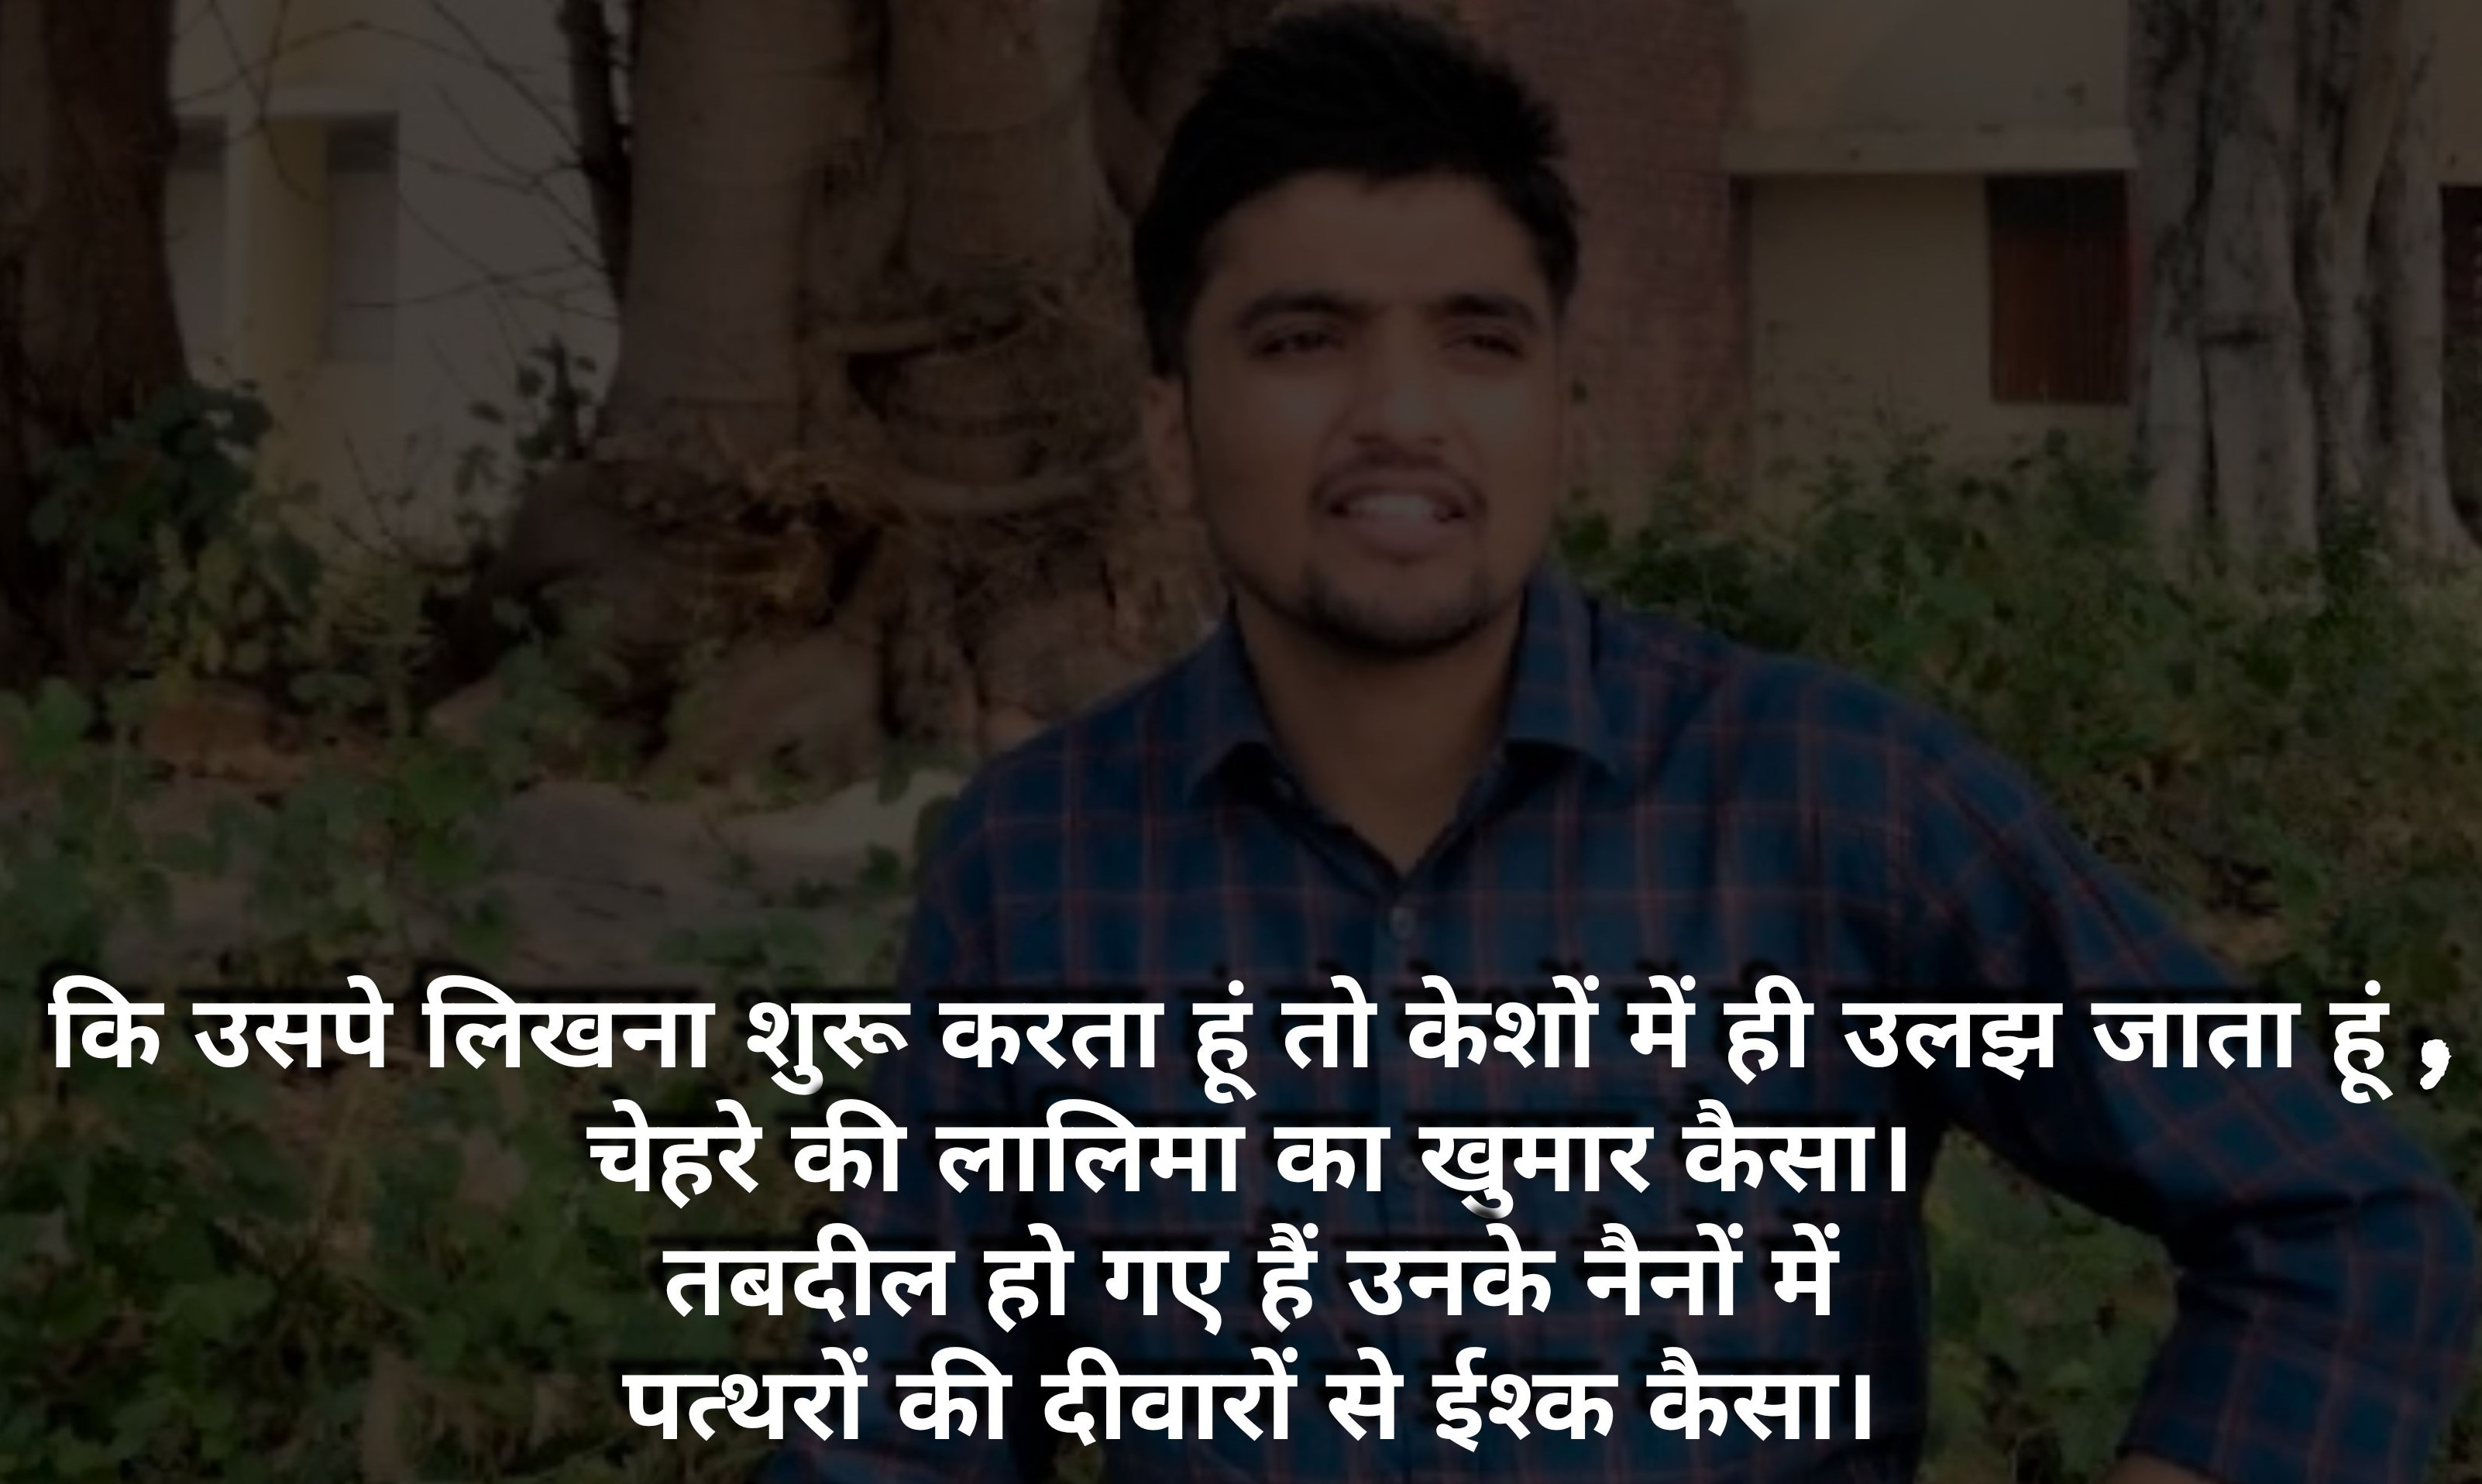 कि उसपे लिखना शुरू करता हूं तो केशों में ही उलझ जाता हूं ,
चेहरे की लालिमा का खुमार कैसा।
तबदील हो गए हैं उनके नैनों में
पत्थरों की दीवारों से ईश्क कैसा।